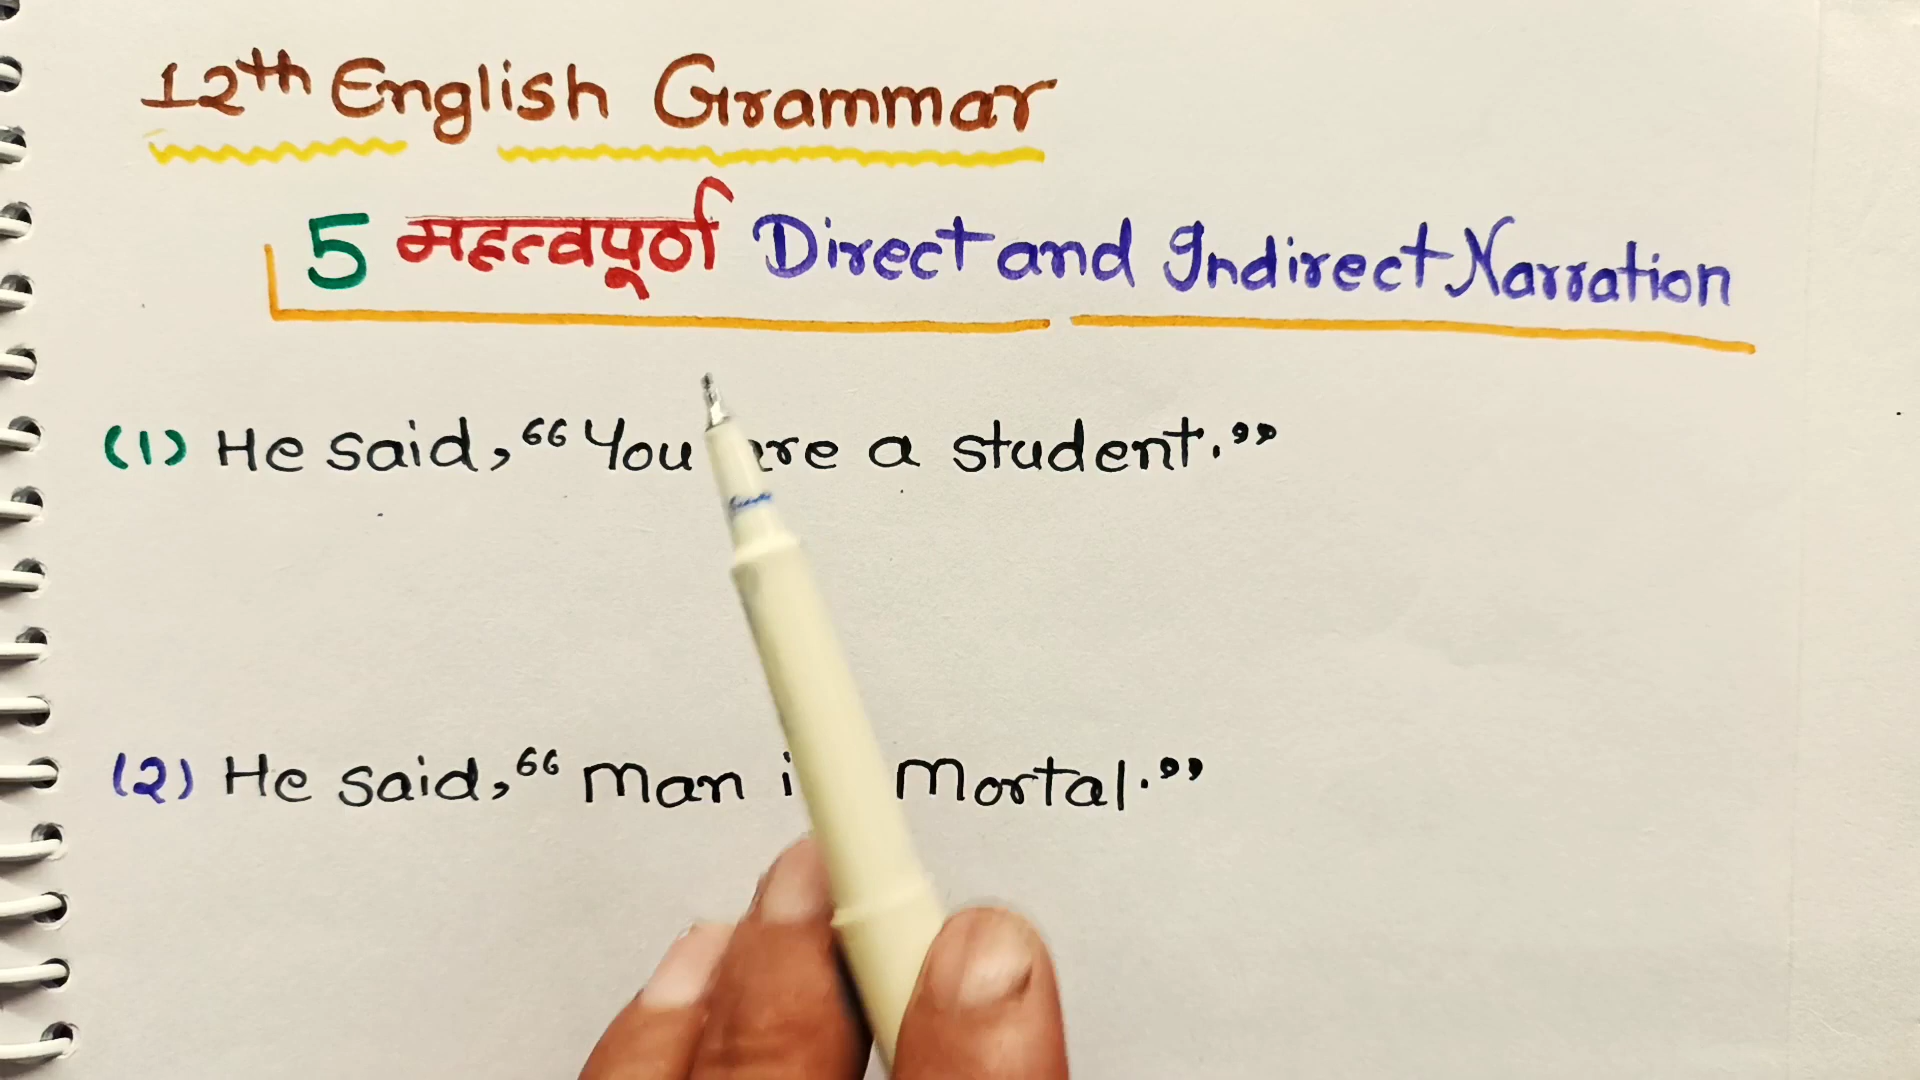 12th English Grammar
5 महत्वपूर्ण Direct and Indirect Narration
(1) He said, “You are a student.”
(2) He said, “Man Mortal.”